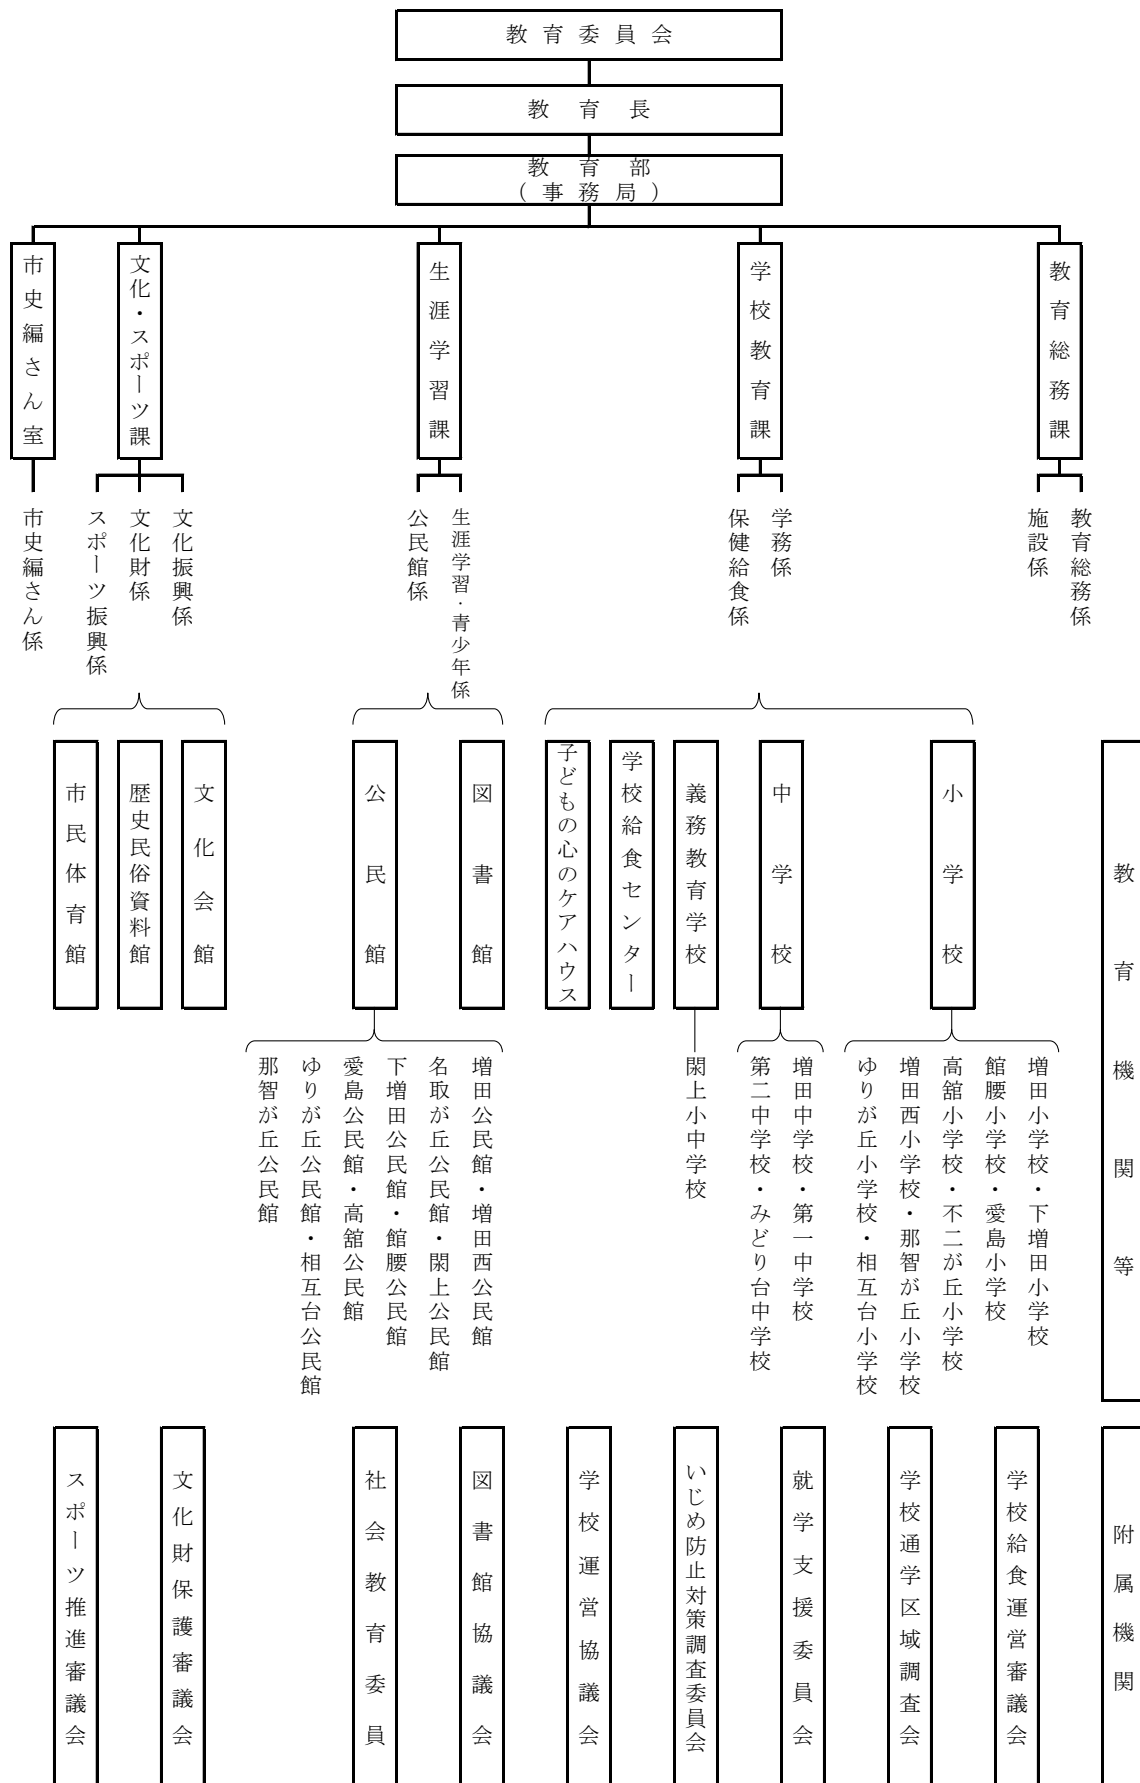 教育委員会
教育長
教育部
(事務局)
教育総務課
学校教育課
生涯学習課
文化・スポーツ課
市史編さん室
教育総務係
施設係
学務係
保健給食係
生涯学習・青少年係
公民館係
文化振興係
文化財係
スポーツ振興係
市史編さん係
教育機関等
小学校
中学校
義務教育学校
学校給食センター
子どもの心のケアハウス
図書館
公民館
文化会館
歴史民俗資料館
市民体育館
増田小学校・下増田小学校
館腰小学校・愛島小学校
高舘小学校・不二が丘小学校
増田西小学校・那智が丘小学校
ゆりが丘小学校・相互台小学校
増田中学校・第一中学校
第二中学校・みどり台中学校
閖上小中学校
増田公民館・増田西公民館
名取が丘公民館・閖上公民館
下増田公民館・館腰公民館
愛島公民館・高舘公民館
ゆりが丘公民館・相互台公民館
那智が丘公民館
附属機関
学校給食運営審議会
学校通学区域調査会
就学支援委員会
いじめ防止対策調査委員会
学校運営協議会
図書館協議会
社会教育委員
文化財保護審議会
スポーツ推進審議会